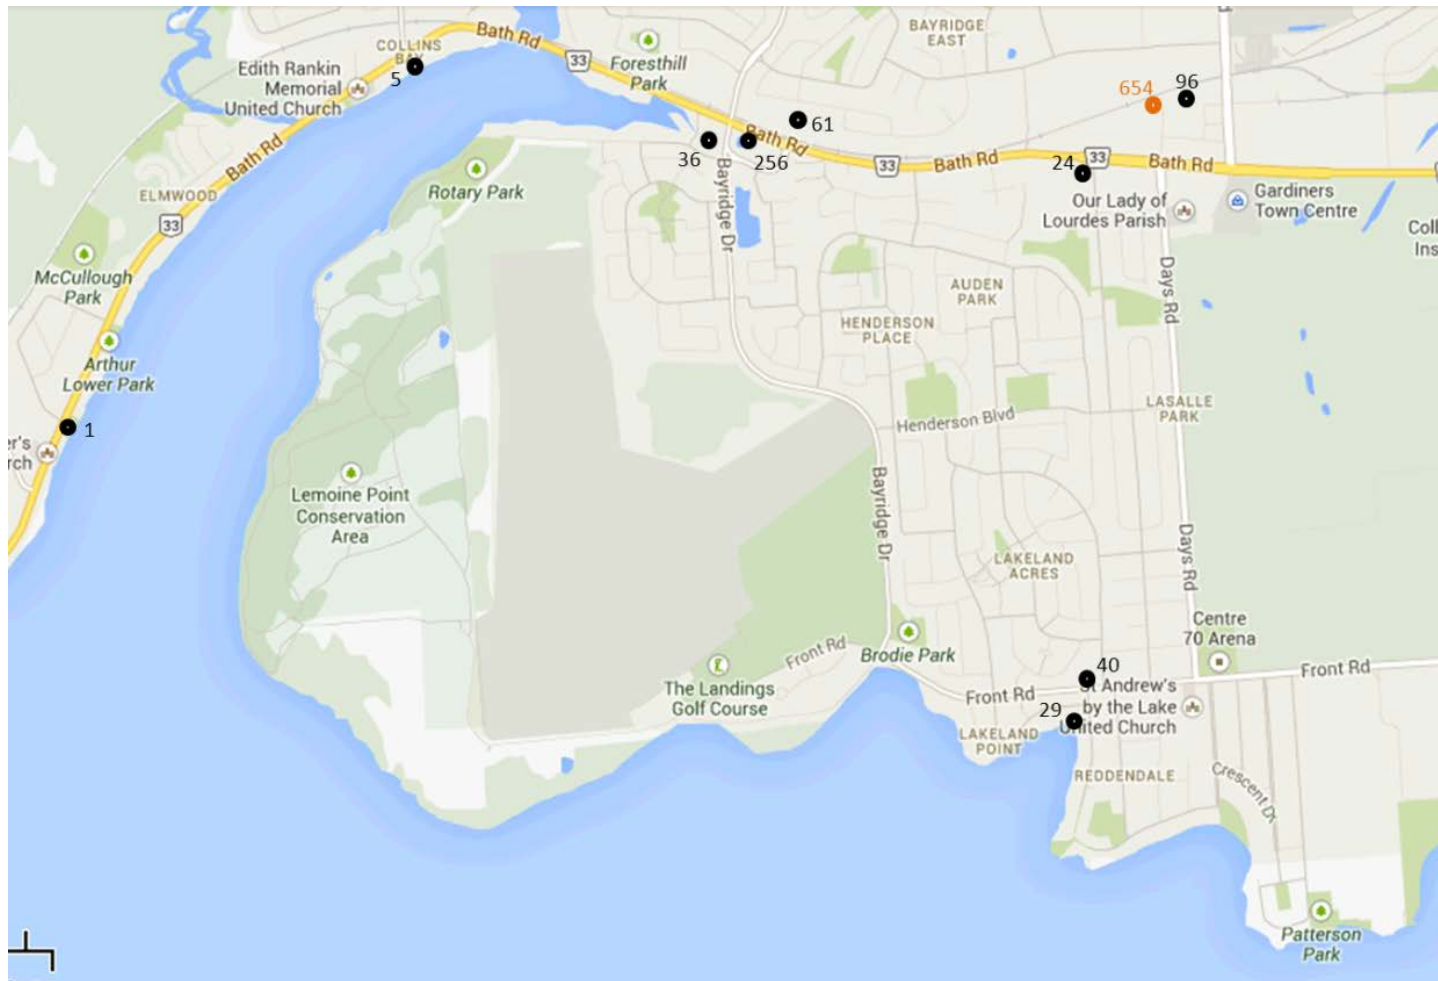 BAYRIDGE
EAST
Bath Rd
33
COLLINS
BAY
5
Edith Rankin
Memorial
United Church
Foresthill
Park
654
96
61
36
256
Bath Rd
33
Bath Rd
24
33
Bath Rd
Bath Rd
Rotary Park
Bayridge Dr
Our Lady of
Lourdes Parish
Gardiners
Town Centre
ELMWOOD
33
Coll
Ins
McCullough
Park
Days Rd
AUDEN
PARK
HENDERSON
PLACE
Arthur
Lower Park
LASALLE
PARK
Henderson Blvd
1
er's
rch
Lemoine Point
Conservation
Area
Bayridge Dr
Days Rd
LAKELAND
ACRES
Centre
70 Arena
Brodie Park
Front Rd
40
Front Rd
The Landings
Golf Course
Front Rd
St Andrew's
by the Lake
United Church
29
LAKELAND
POINT
REDDENDALE
Crescent Dr
Patterson
Park